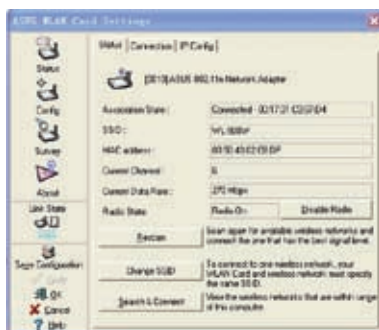 ASUS WLAN Card Settings
Status
Config
Survey
About
Link State
OK
Cancel
Help
Status | Connection | IP Config
ASUS 802.11n Network Adapter
Association State :
Connected -
SSID :
MAC address :
Current Channel :
6
Current Data Rate :
270 Mbps
Radio State :
Radio On
Disable Radio
Rescan
Scan again for available wireless networks and
connect the one that has the best signal level.
Change SSID
To connect to one wireless network, your
WLAN Card and wireless network must specify
the same SSID.
Search & Connect
View the wireless networks that are within range
of this computer.